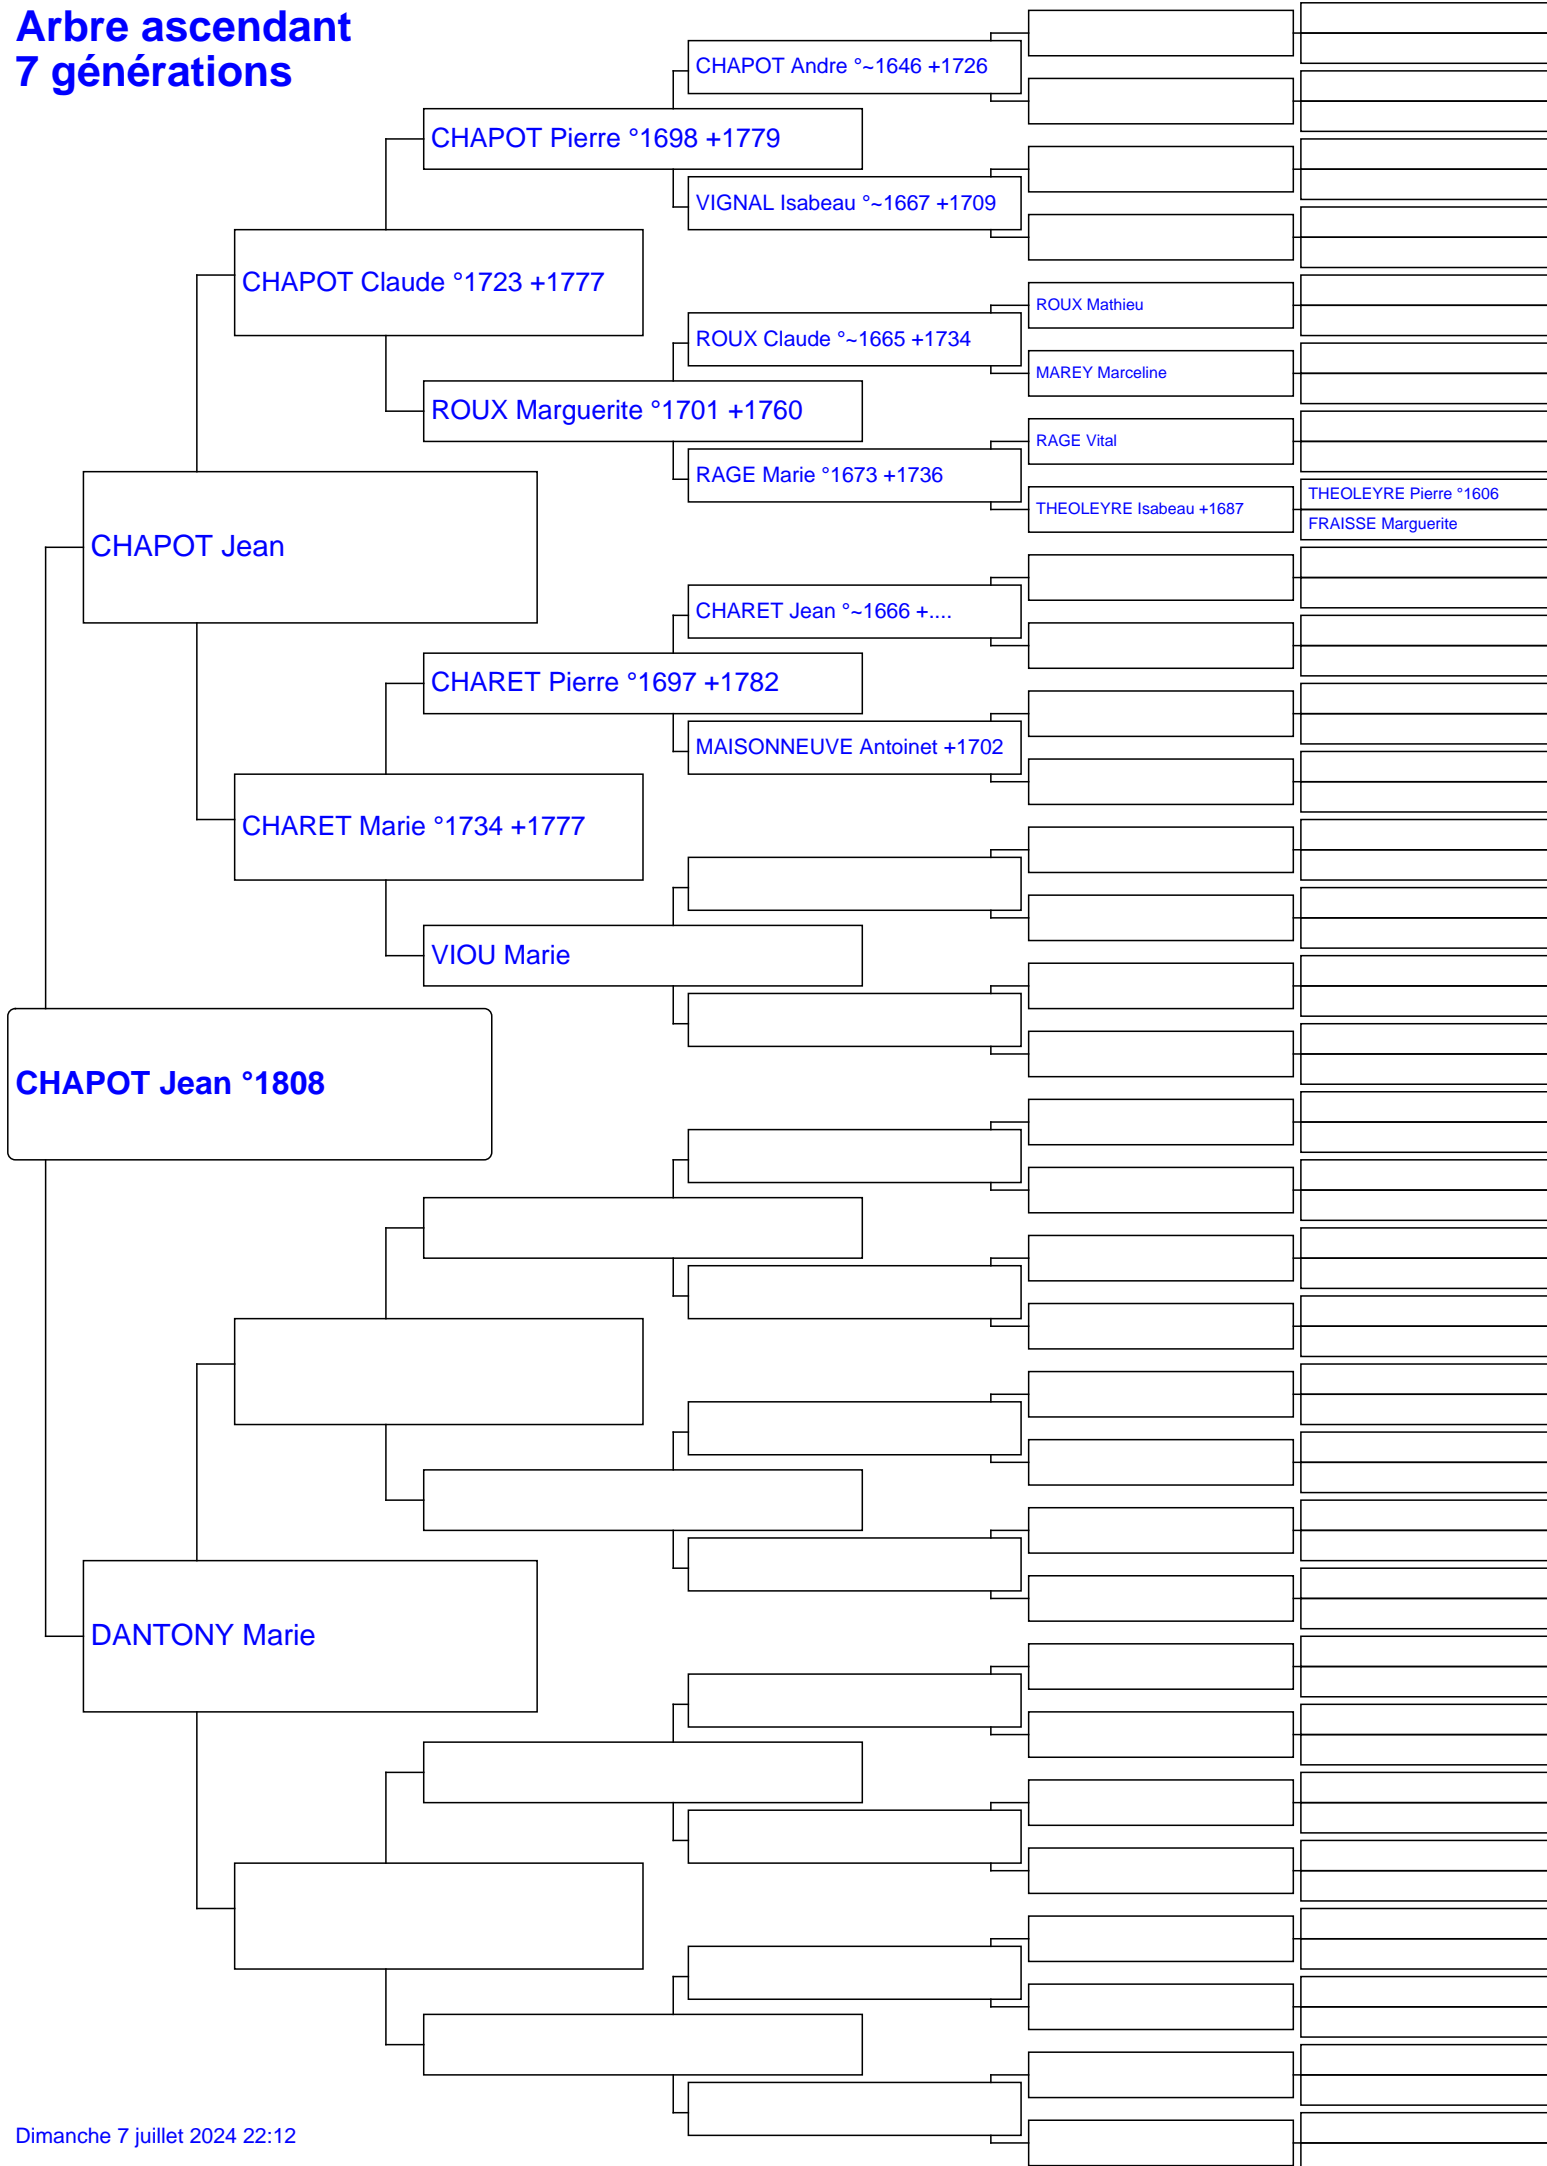 Arbre ascendant
7 générations
CHAPOT Andre °~1646 +1726
CHAPOT Pierre °1698 +1779
VIGNAL Isabeau °~1667 +1709
CHAPOT Claude °1723 +1777
ROUX Mathieu
ROUX Claude °~1665 +1734
MAREY Marceline
ROUX Marguerite °1701 +1760
RAGE Vital
RAGE Marie °1673 +1736
THEOLEYRE Pierre °1606
THEOLEYRE Isabeau +1687
FRAISSE Marguerite
CHAPOT Jean
CHARET Jean °~1666 +....
CHARET Pierre °1697 +1782
MAISONNEUVE Antoinet +1702
CHARET Marie °1734 +1777
VIOU Marie
CHAPOT Jean °1808
DANTONY Marie
Dimanche 7 juillet 2024 22:12